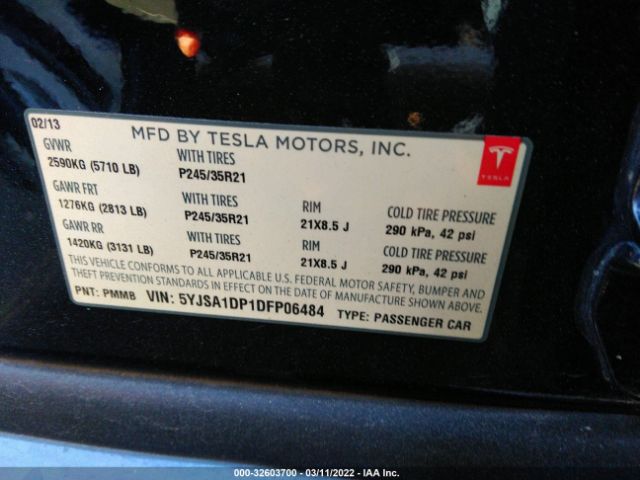 02/13
MFD BY TESLA MOTORS, INC.
TESLA
GVWR WITH TIRES
2590KG (5710 LB) P245/35R21
GAWR FRT WITH TIRES RIM COLD TIRE PRESSURE
1276KG (2813 LB) P245/35R21 21X8.5 J 290 kPa, 42 psi
GAWR RR WITH TIRES RIM COLD TIRE PRESSURE
1420KG (3131 LB) P245/35R21 21X8.5 J 290 kPa, 42 psi
THIS VEHICLE CONFORMS TO ALL APPLICABLE U.S. FEDERAL MOTOR SAFETY, BUMPER AND
THEFT PREVENTION STANDARDS IN EFFECT ON DATE OF MANUFACTURE SHOWN ABOVE.
PNT: PMMB VIN: 5YJSA1DP1DFP06484 TYPE: PASSENGER CAR
000-32603700 - 03/11/2022 - IAA Inc.